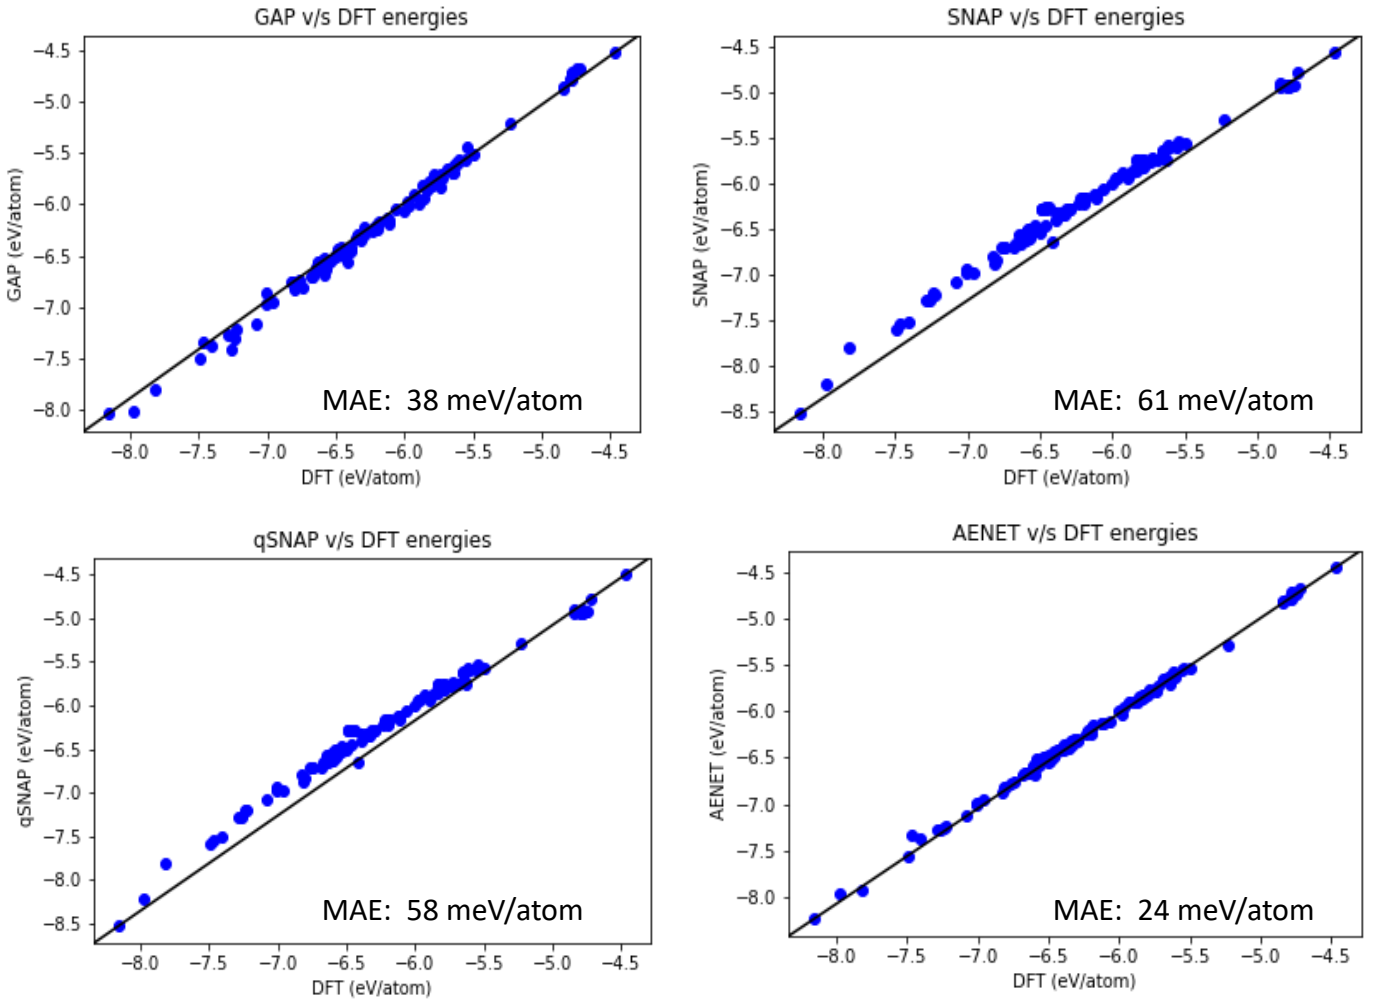 GAP v/s DFT energies
GAP (eV/atom)
−4.5
−5.0
−5.5
−6.0
−6.5
−7.0
−7.5
−8.0
MAE: 38 meV/atom
−8.0 −7.5 −7.0 −6.5 −6.0 −5.5 −5.0 −4.5
DFT (eV/atom)
SNAP v/s DFT energies
SNAP (eV/atom)
−4.5
−5.0
−5.5
−6.0
−6.5
−7.0
−7.5
−8.0
−8.5
MAE: 61 meV/atom
−8.0 −7.5 −7.0 −6.5 −6.0 −5.5 −5.0 −4.5
DFT (eV/atom)
qSNAP v/s DFT energies
qSNAP (eV/atom)
−4.5
−5.0
−5.5
−6.0
−6.5
−7.0
−7.5
−8.0
−8.5
MAE: 58 meV/atom
−8.0 −7.5 −7.0 −6.5 −6.0 −5.5 −5.0 −4.5
DFT (eV/atom)
AENET v/s DFT energies
AENET (eV/atom)
−4.5
−5.0
−5.5
−6.0
−6.5
−7.0
−7.5
−8.0
MAE: 24 meV/atom
−8.0 −7.5 −7.0 −6.5 −6.0 −5.5 −5.0 −4.5
DFT (eV/atom)